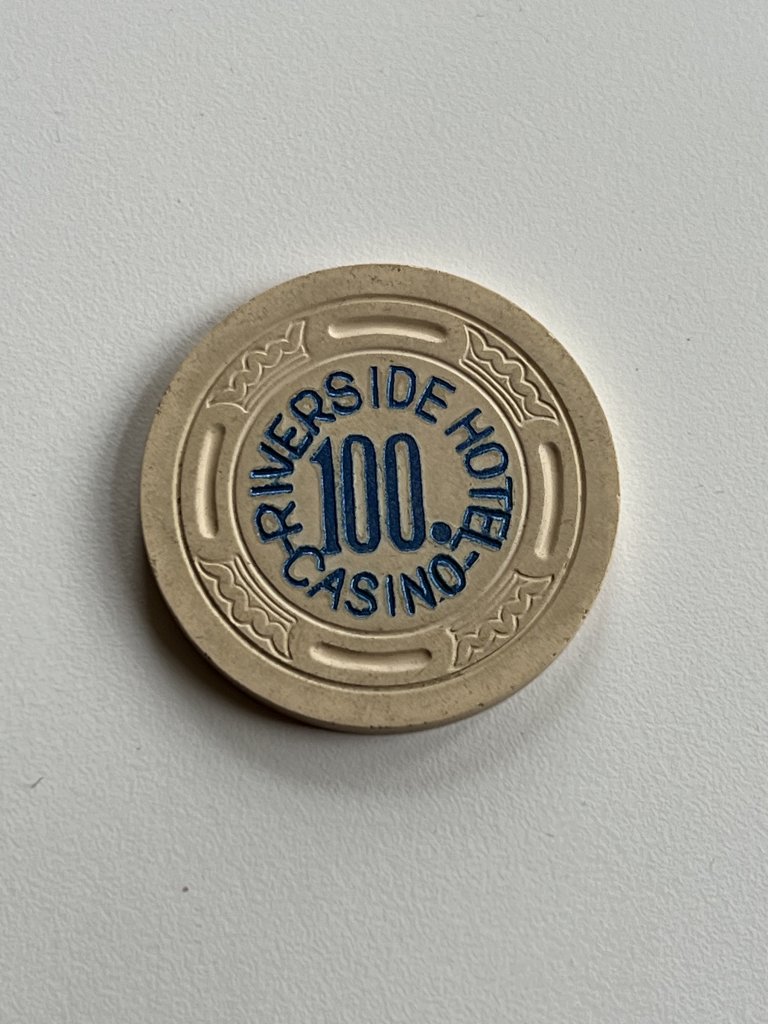 RIVERSIDE HOTEL
100.
-CASINO-